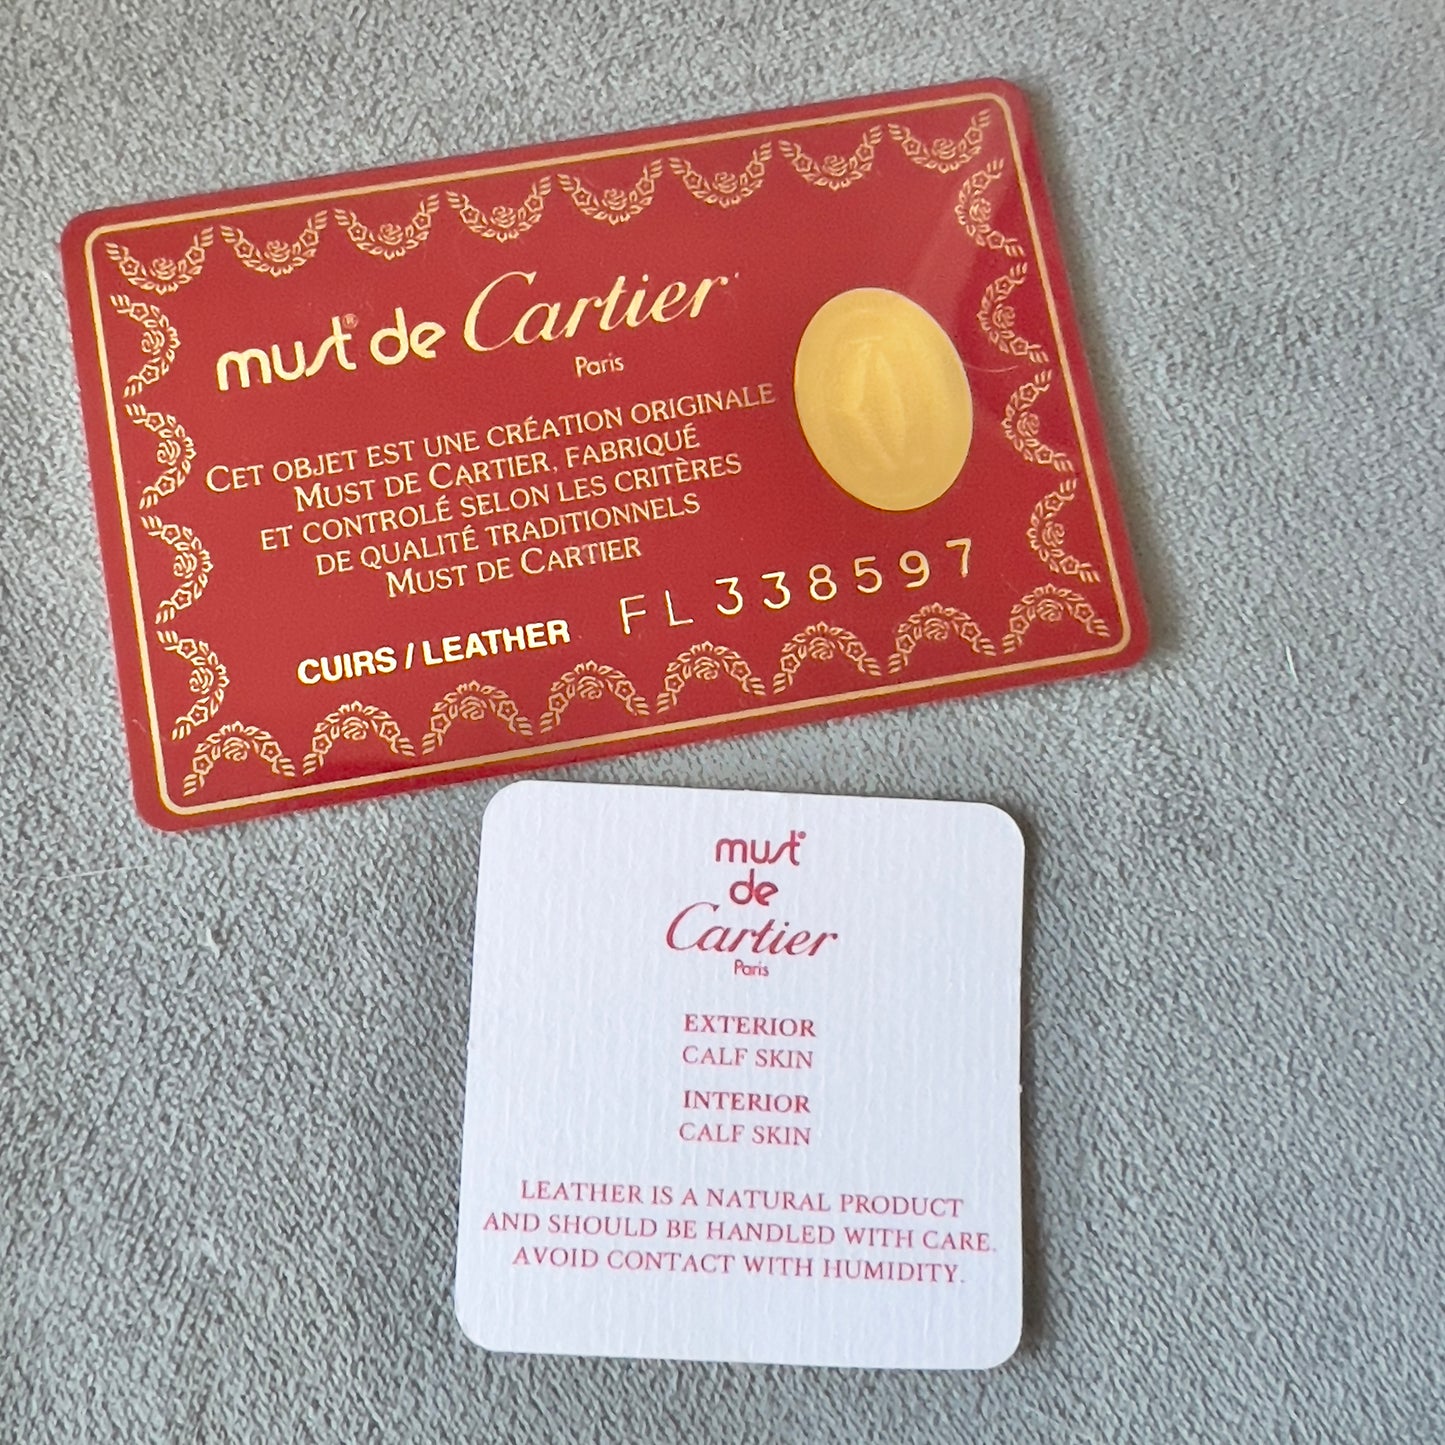 must® de Cartier
Paris
CET OBJET EST UNE CRÉATION ORIGINALE
MUST DE CARTIER, FABRIQUÉ
ET CONTROLÉ SELON LES CRITÈRES
DE QUALITÉ TRADITIONNELS
MUST DE CARTIER
CUIRS / LEATHER FL 338597
must®
de
Cartier
Paris
EXTERIOR
CALF SKIN
INTERIOR
CALF SKIN
LEATHER IS A NATURAL PRODUCT
AND SHOULD BE HANDLED WITH CARE.
AVOID CONTACT WITH HUMIDITY.